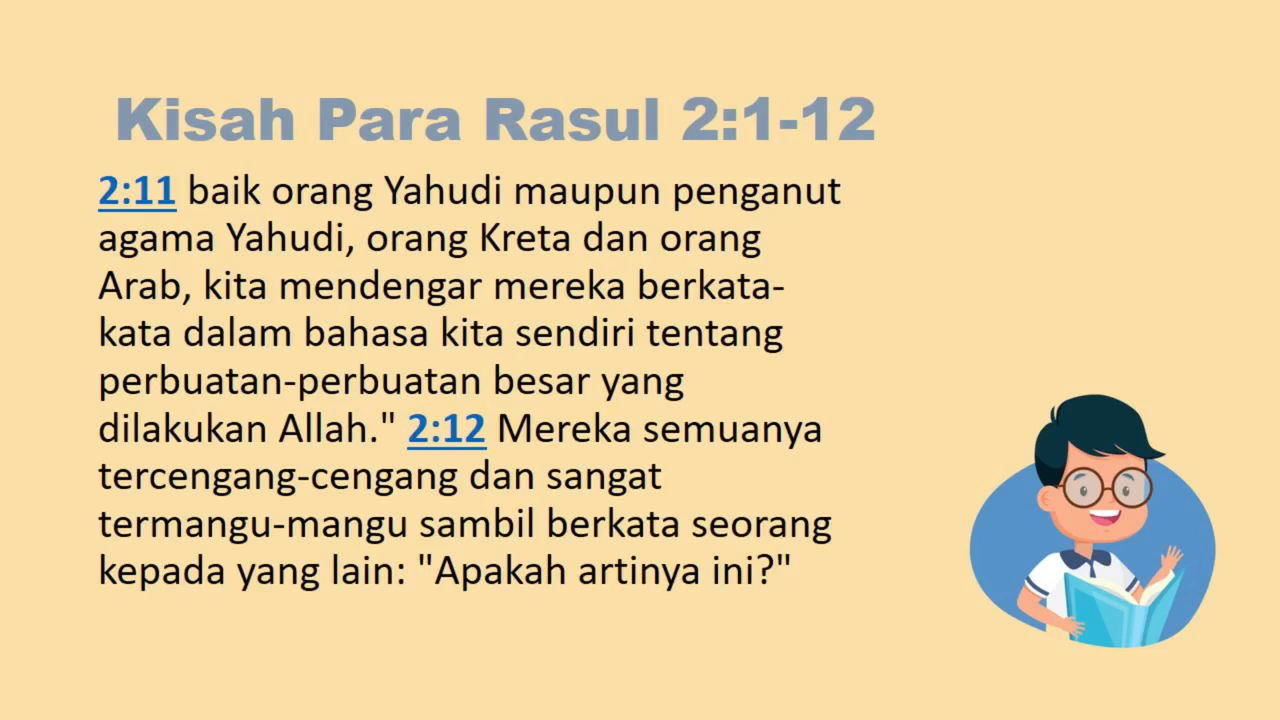 Kisah Para Rasul 2:1-12
2:11 baik orang Yahudi maupun penganut
agama Yahudi, orang Kreta dan orang
Arab, kita mendengar mereka berkata-
kata dalam bahasa kita sendiri tentang
perbuatan-perbuatan besar yang
dilakukan Allah." 2:12 Mereka semuanya
tercengang-cengang dan sangat
termangu-mangu sambil berkata seorang
kepada yang lain: "Apakah artinya ini?"